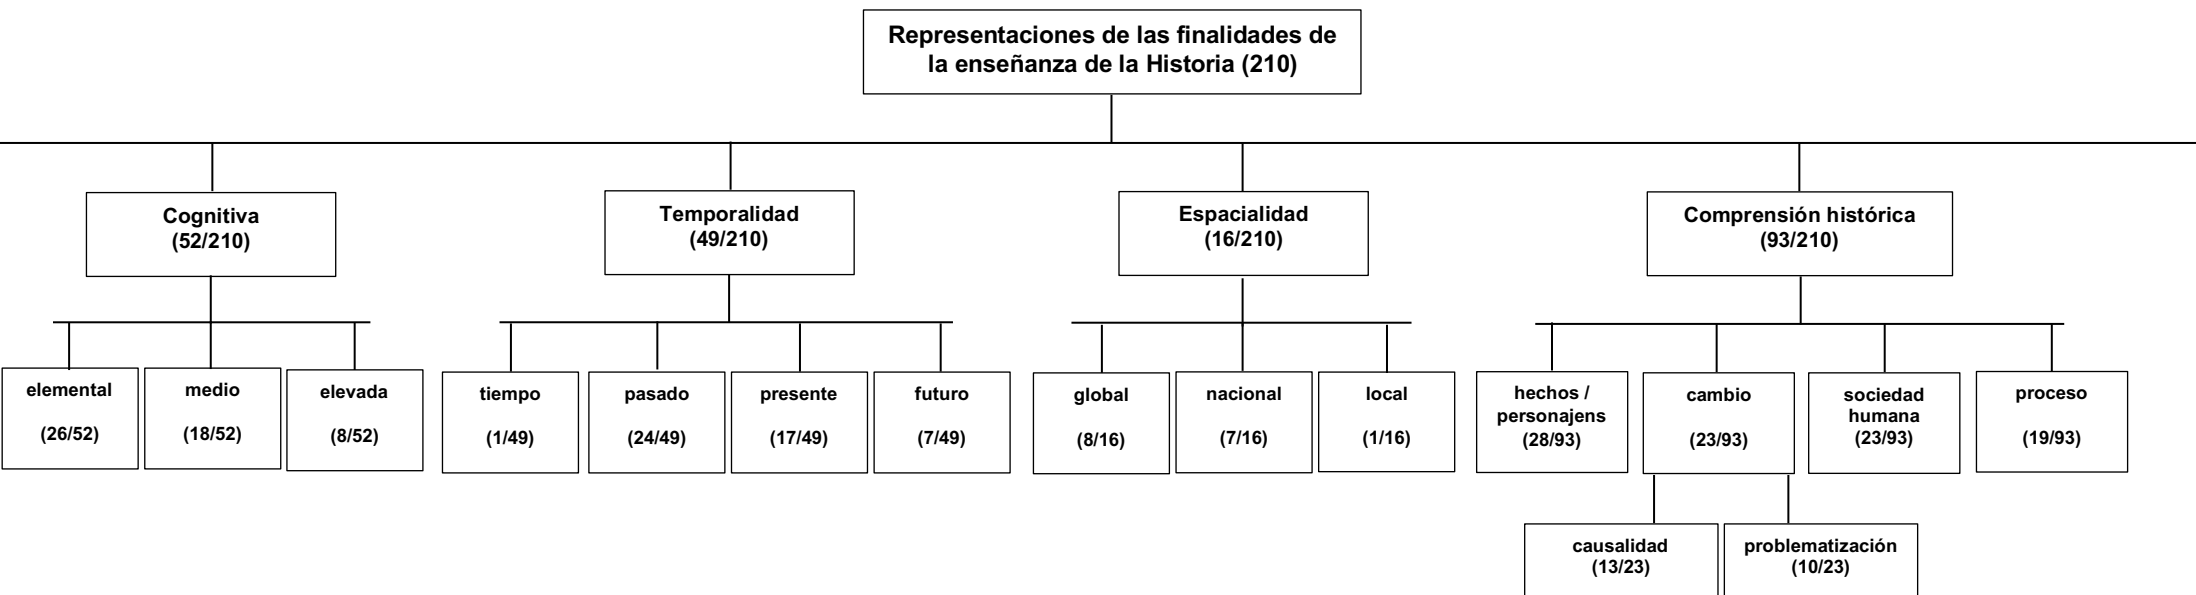 Representaciones de las finalidades de
la enseñanza de la Historia (210)
Cognitiva
(52/210)
Temporalidad
(49/210)
Espacialidad
(16/210)
Comprensión histórica
(93/210)
elemental
(26/52)
medio
(18/52)
elevada
(8/52)
tiempo
(1/49)
pasado
(24/49)
presente
(17/49)
futuro
(7/49)
global
(8/16)
nacional
(7/16)
local
(1/16)
hechos /
personajens
(28/93)
cambio
(23/93)
sociedad
humana
(23/93)
proceso
(19/93)
causalidad
(13/23)
problematización
(10/23)